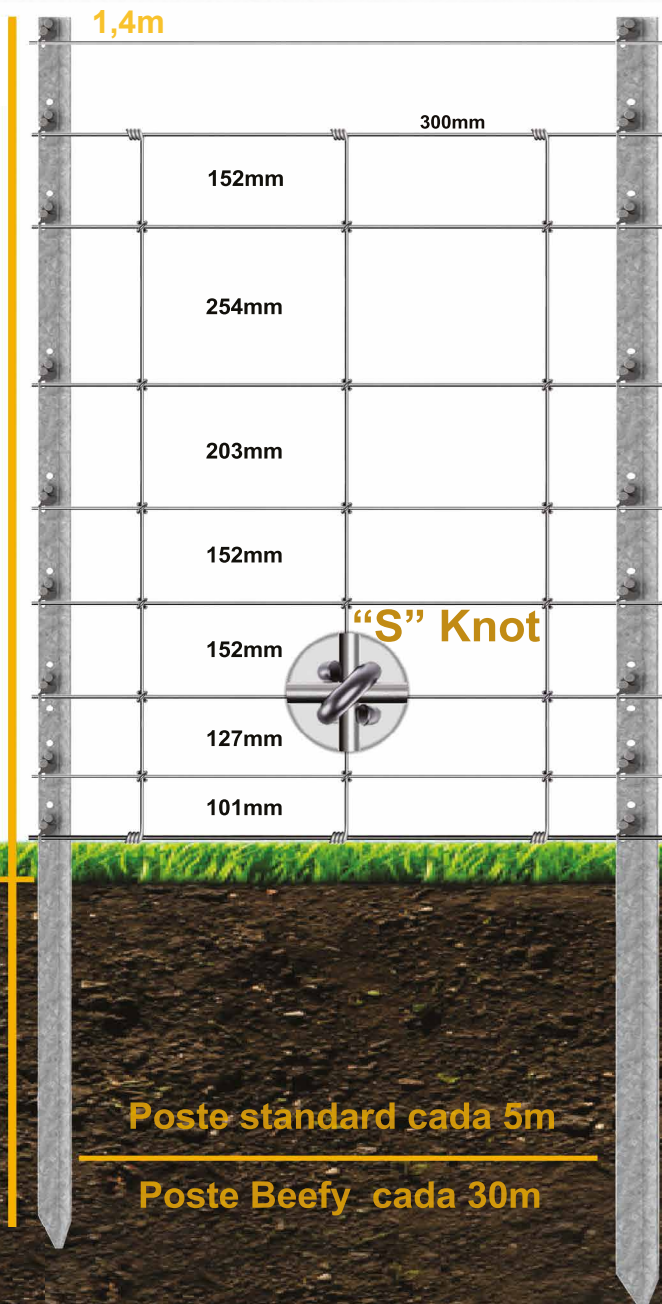 1,4m
300mm
152mm
254mm
203mm
152mm
“S” Knot
152mm
127mm
101mm
Poste standard cada 5m
Poste Beefy cada 30m